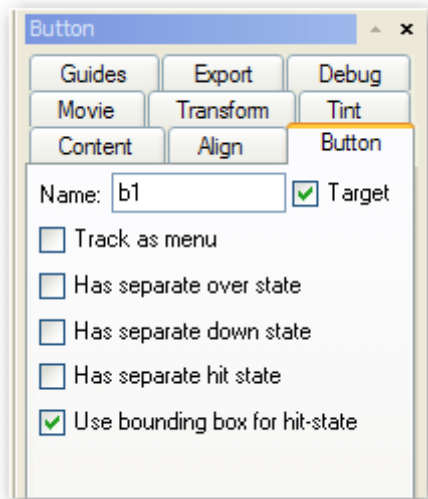 Button
Guides Export Debug
Movie Transform Tint
Content Align Button
Name: b1 Target
Track as menu
Has separate over state
Has separate down state
Has separate hit state
Use bounding box for hit-state